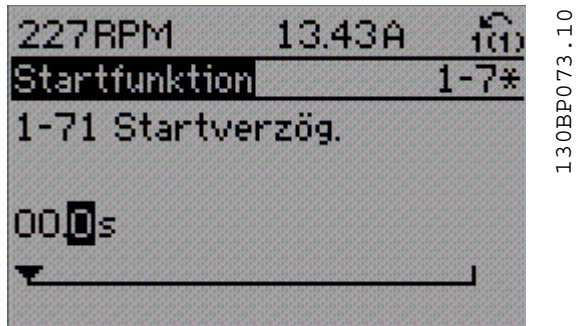 227RPM 13.43A 1(1)
Startfunktion 1-7*
1-71 Startverzög.
00.0s
130BP073.10